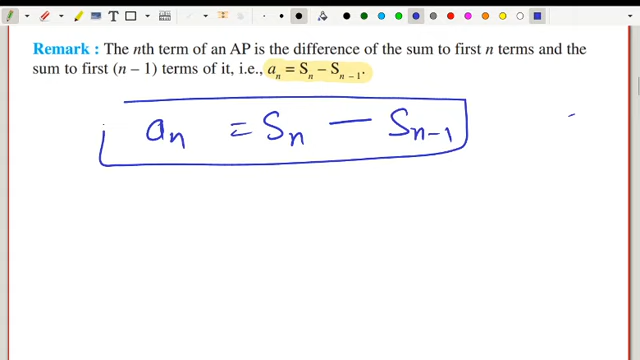 Remark : The nth term of an AP is the difference of the sum to first n terms and the
sum to first (n – 1) terms of it, i.e., aₙ = Sₙ – Sₙ ₋ ₁.
aₙ = Sₙ — Sₙ₋₁